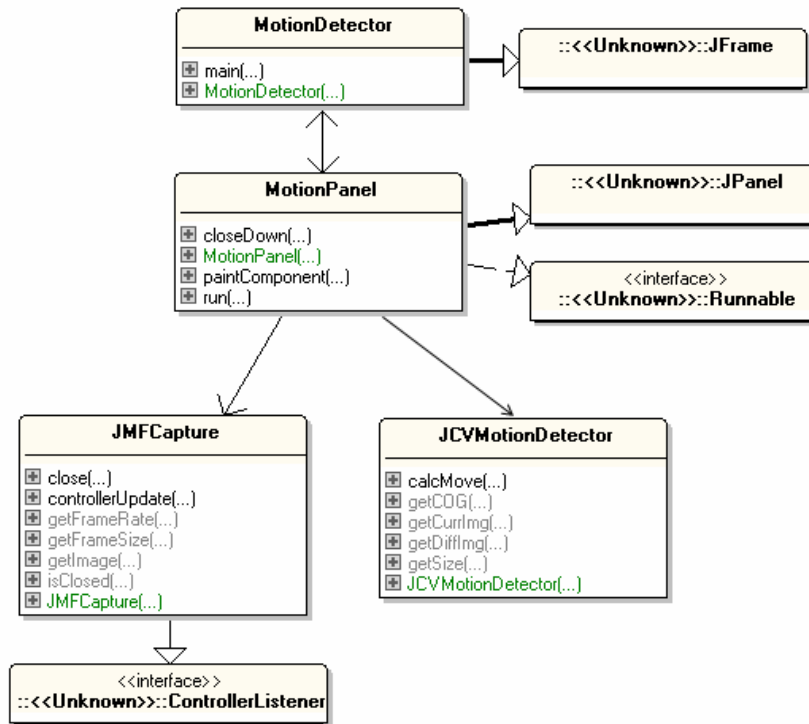 MotionDetector
main(...)
MotionDetector(...)
::<<Unknown>>::JFrame
MotionPanel
closeDown(...)
MotionPanel(...)
paintComponent(...)
run(...)
::<<Unknown>>::JPanel
<<interface>>
::<<Unknown>>::Runnable
JMFCapture
close(...)
controllerUpdate(...)
getFrameRate(...)
getFrameSize(...)
getImage(...)
isClosed(...)
JMFCapture(...)
JCVMotionDetector
calcMove(...)
getCOG(...)
getCurrImg(...)
getDiffImg(...)
getSize(...)
JCVMotionDetector(...)
<<interface>>
::<<Unknown>>::ControllerListener